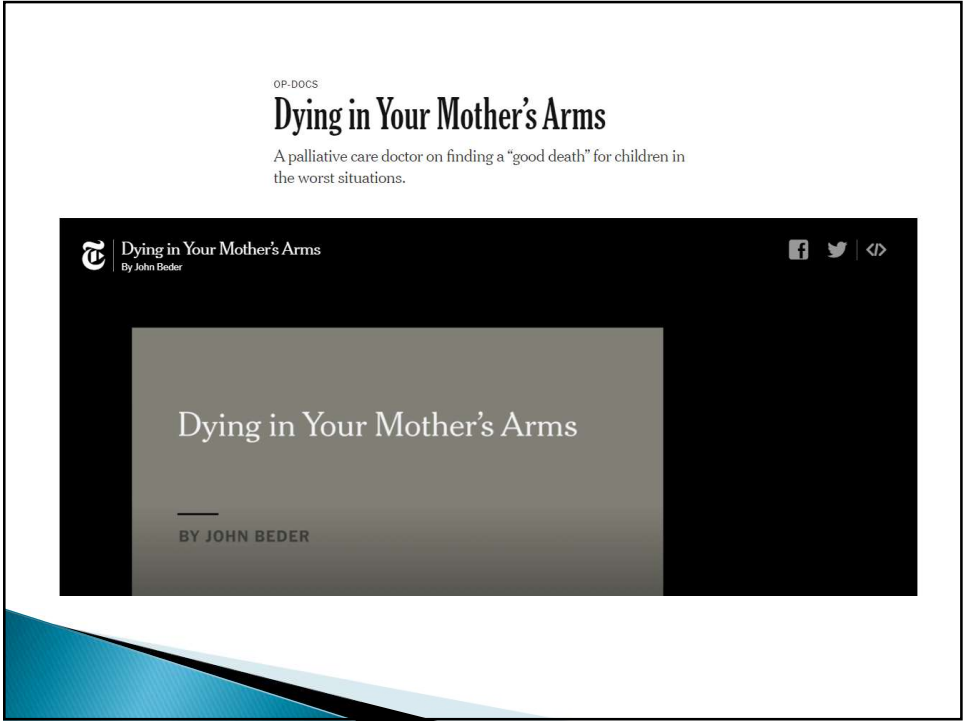 OP-DOCS
Dying in Your Mother's Arms
A palliative care doctor on finding a “good death” for children in
the worst situations.
T
Dying in Your Mother's Arms
By John Beder
f
</>
Dying in Your Mother's Arms
BY JOHN BEDER